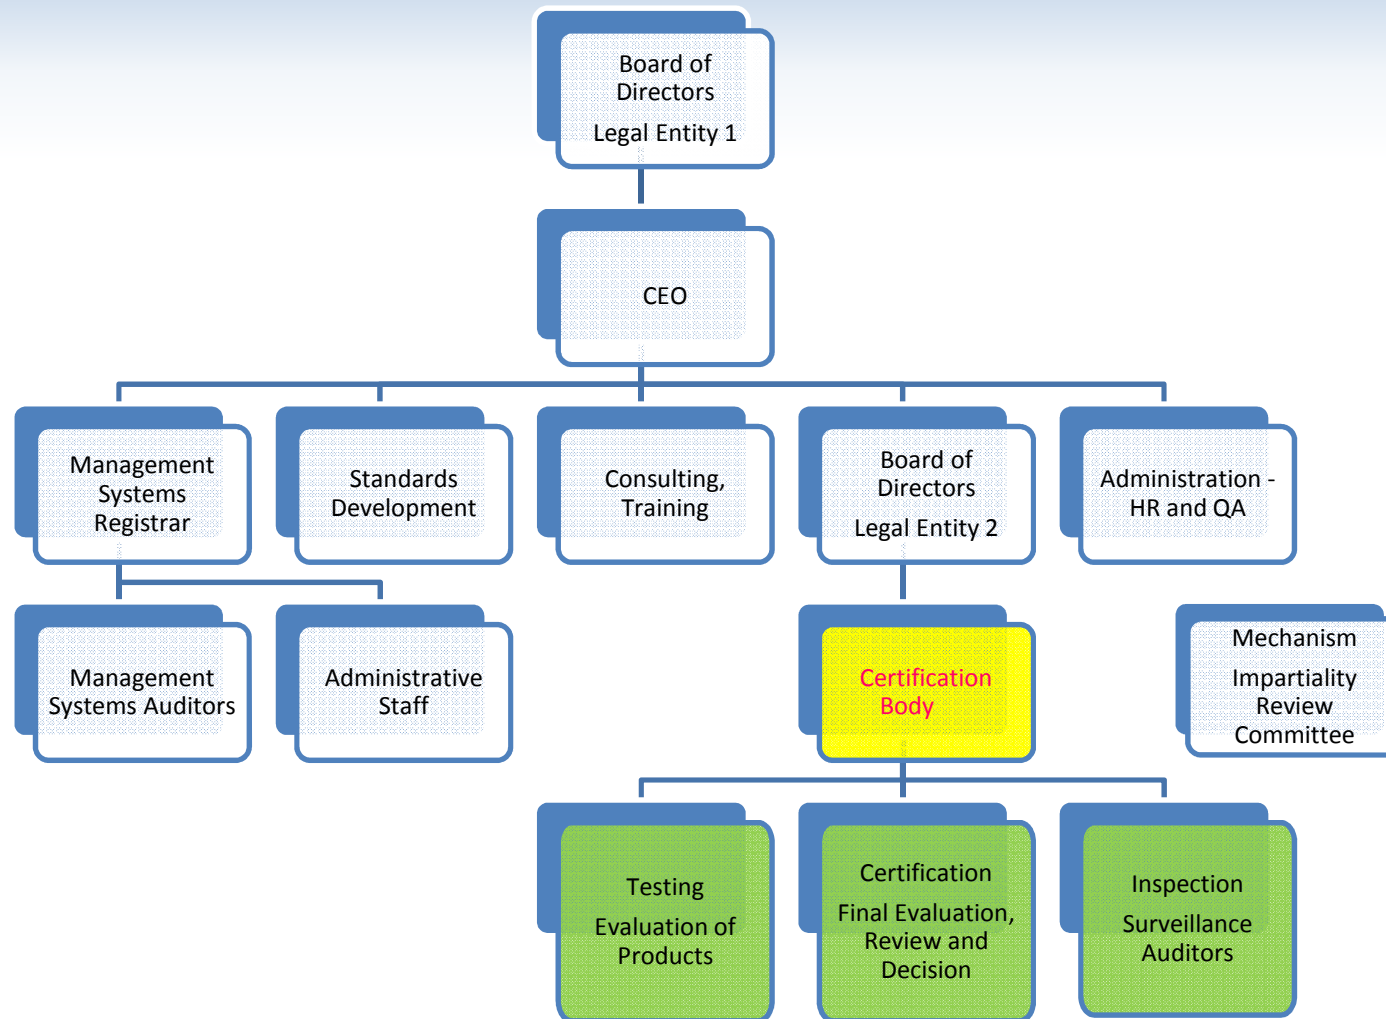 Board of
Directors
Legal Entity 1
CEO
Management
Systems
Registrar
Standards
Development
Consulting,
Training
Board of
Directors
Legal Entity 2
Administration -
HR and QA
Management
Systems Auditors
Administrative
Staff
Certification
Body
Mechanism
Impartiality
Review
Committee
Testing
Evaluation of
Products
Certification
Final Evaluation,
Review and
Decision
Inspection
Surveillance
Auditors